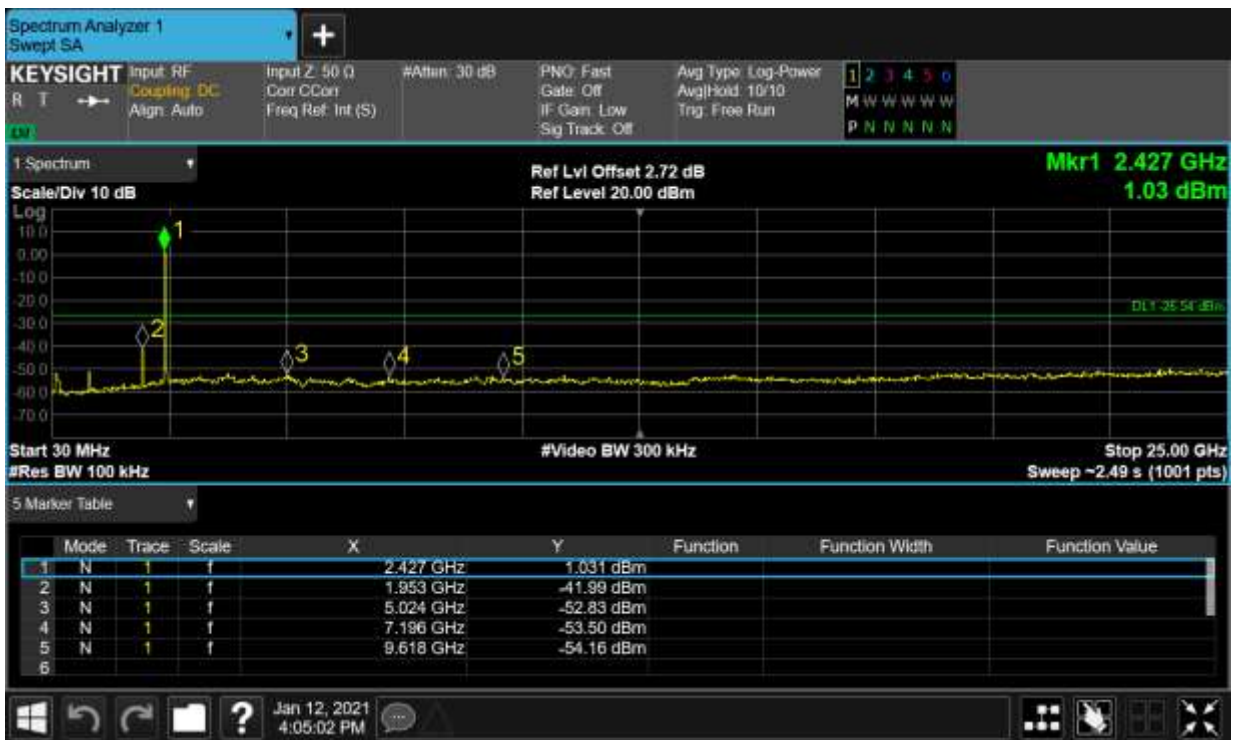 Spectrum Analyzer 1
Swept SA
+
KEYSIGHT Input: RF Input Z: 50 Ω #Atten: 30 dB PNO: Fast Avg Type: Log-Power 1 2 3 4 5 6
R T Coupling: DC Corr CCorr Gate: Off Avg|Hold: 10/10 M W W W W W
Align: Auto Freq Ref: Int (S) IF Gain: Low Trig: Free Run
Sig Track: Off P N N N N N
1 Spectrum Ref Lvl Offset 2.72 dB Mkr1 2.427 GHz
Scale/Div 10 dB Ref Level 20.00 dBm 1.03 dBm
Log
10.0
1
0.00
-10.0
-20.0
-30.0
2
-40.0
3 4 5
-50.0
-60.0
-70.0
Start 30 MHz #Video BW 300 kHz Stop 25.00 GHz
#Res BW 100 kHz Sweep ~2.49 s (1001 pts)
5 Marker Table
Mode Trace Scale X Y Function Function Width Function Value
1 N 1 f 2.427 GHz 1.031 dBm
2 N 1 f 1.953 GHz -41.99 dBm
3 N 1 f 5.024 GHz -52.83 dBm
4 N 1 f 7.196 GHz -53.50 dBm
5 N 1 f 9.618 GHz -54.16 dBm
6
? Jan 12, 2021
4:05:02 PM